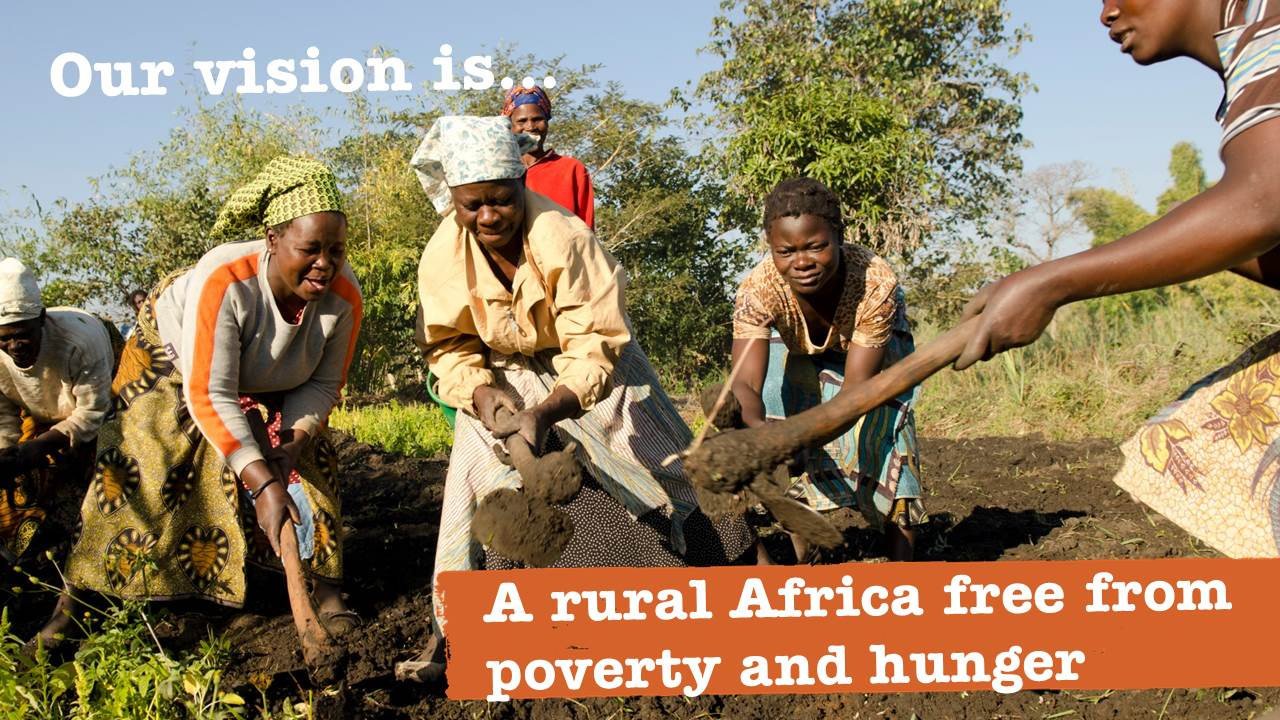 Our vision is...
A rural Africa free from
poverty and hunger